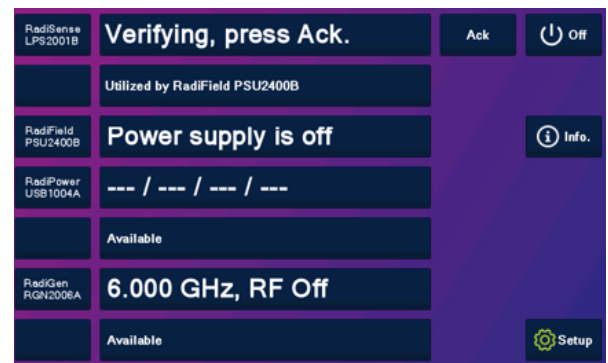 RadiSense
LPS2001B
Verifying, press Ack.
Ack
Off
Utilized by RadiField PSU2400B
RadiField
PSU2400B
Power supply is off
Info.
RadiPower
USB1004A
--- / --- / --- / ---
Available
RadiGen
RGN2006A
6.000 GHz, RF Off
Available
Setup